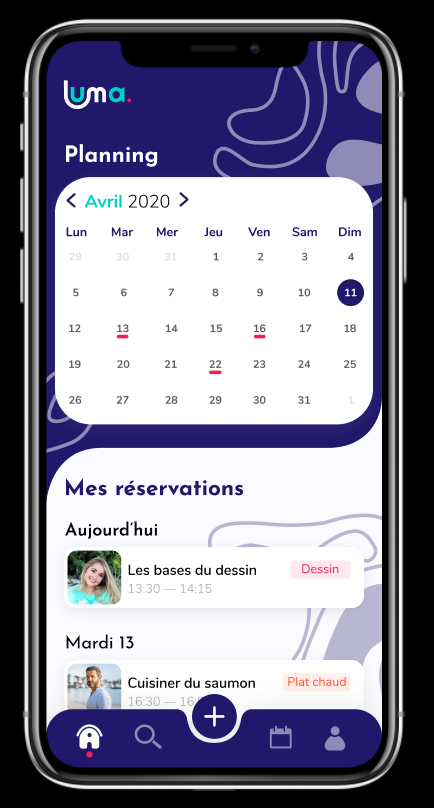 luma.
Planning
Avril 2020
Lun Mar Mer Jeu Ven Sam Dim
29 30 31 1 2 3 4
5 6 7 8 9 10 11
12 13 14 15 16 17 18
19 20 21 22 23 24 25
26 27 28 29 30 31 1
Mes réservations
Aujourd'hui
Les bases du dessin Dessin
13:30 — 14:15
Mardi 13
Cuisiner du saumon Plat chaud
16:30 — 16: